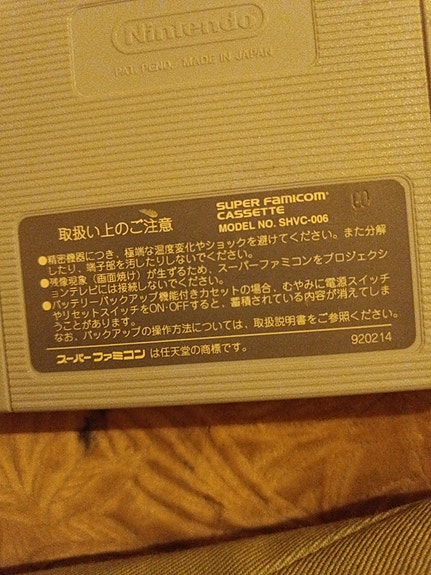 Nintendo
PAT. PEND. MADE IN JAPAN
取扱い上のご注意
SUPER FAMICOM
CASSETTE
MODEL NO. SHVC-006
●精密機器につき、極端な温度変化やショックを避けてください。また分解
したり、端子部を汚したりしないでください。
●残像現象(画面焼け)が生ずるため、スーパーファミコンをプロジェクシ
ョンテレビには接続しないでください。
●バッテリーバックアップ機能付きカセットの場合、むやみに電源スイッチ
やリセットスイッチをON・OFFすると、蓄積されている内容が消えてしま
うことがあります。
なお、バックアップの操作方法については、取扱説明書をご参照ください。
スーパーファミコン は任天堂の商標です。
920214